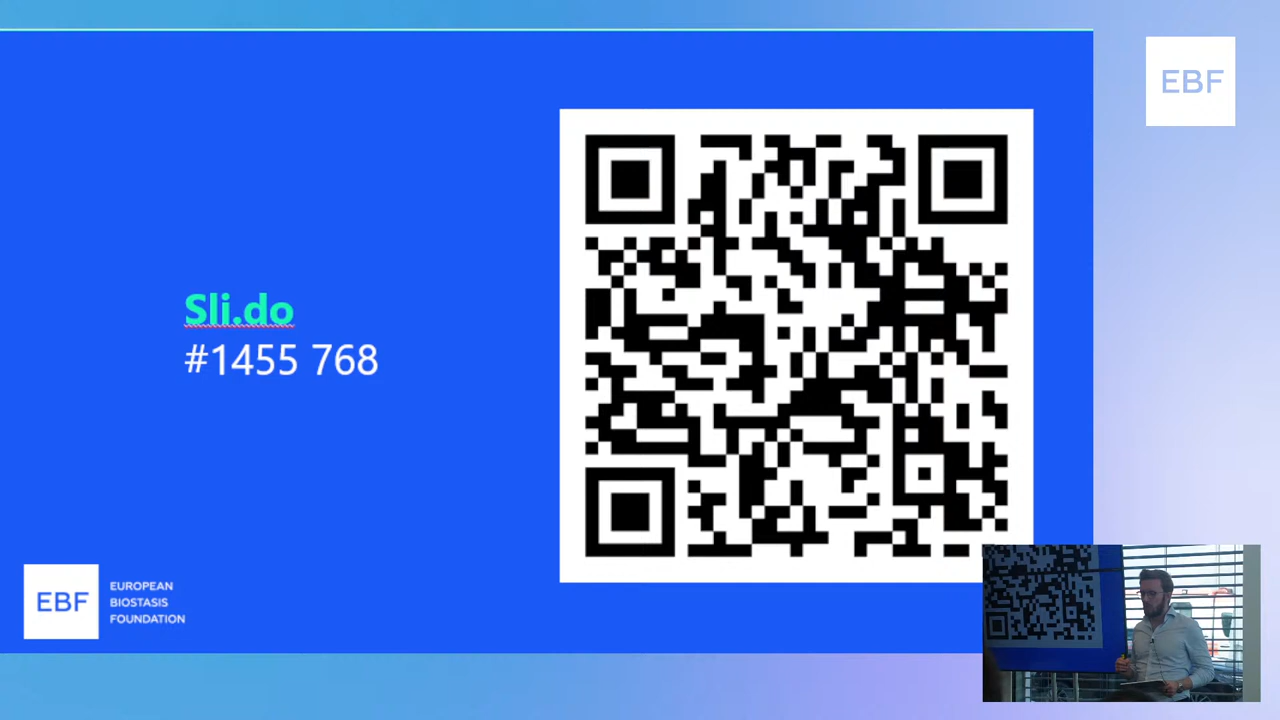 EBF
Sli.do
#1455 768
EBF
EUROPEAN
BIOSTASIS
FOUNDATION